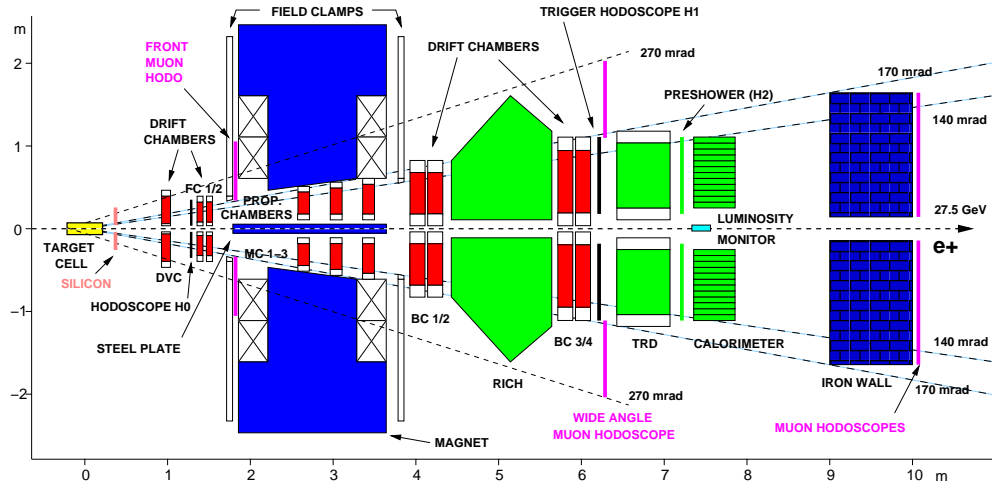 m
FIELD CLAMPS
TRIGGER HODOSCOPE H1
FRONT
MUON
HODO
DRIFT CHAMBERS
270 mrad
170 mrad
2
PRESHOWER (H2)
140 mrad
DRIFT
CHAMBERS
1
FC 1/2
PROP.
CHAMBERS
27.5 GeV
LUMINOSITY
0
TARGET
CELL
MC 1–3
MONITOR
e+
SILICON
DVC
HODOSCOPE H0
BC 1/2
–1
STEEL PLATE
BC 3/4
TRD
CALORIMETER
140 mrad
RICH
IRON WALL
170 mrad
–2
270 mrad
WIDE ANGLE
MUON HODOSCOPE
MUON HODOSCOPES
MAGNET
0
1
2
3
4
5
6
7
8
9
10
m